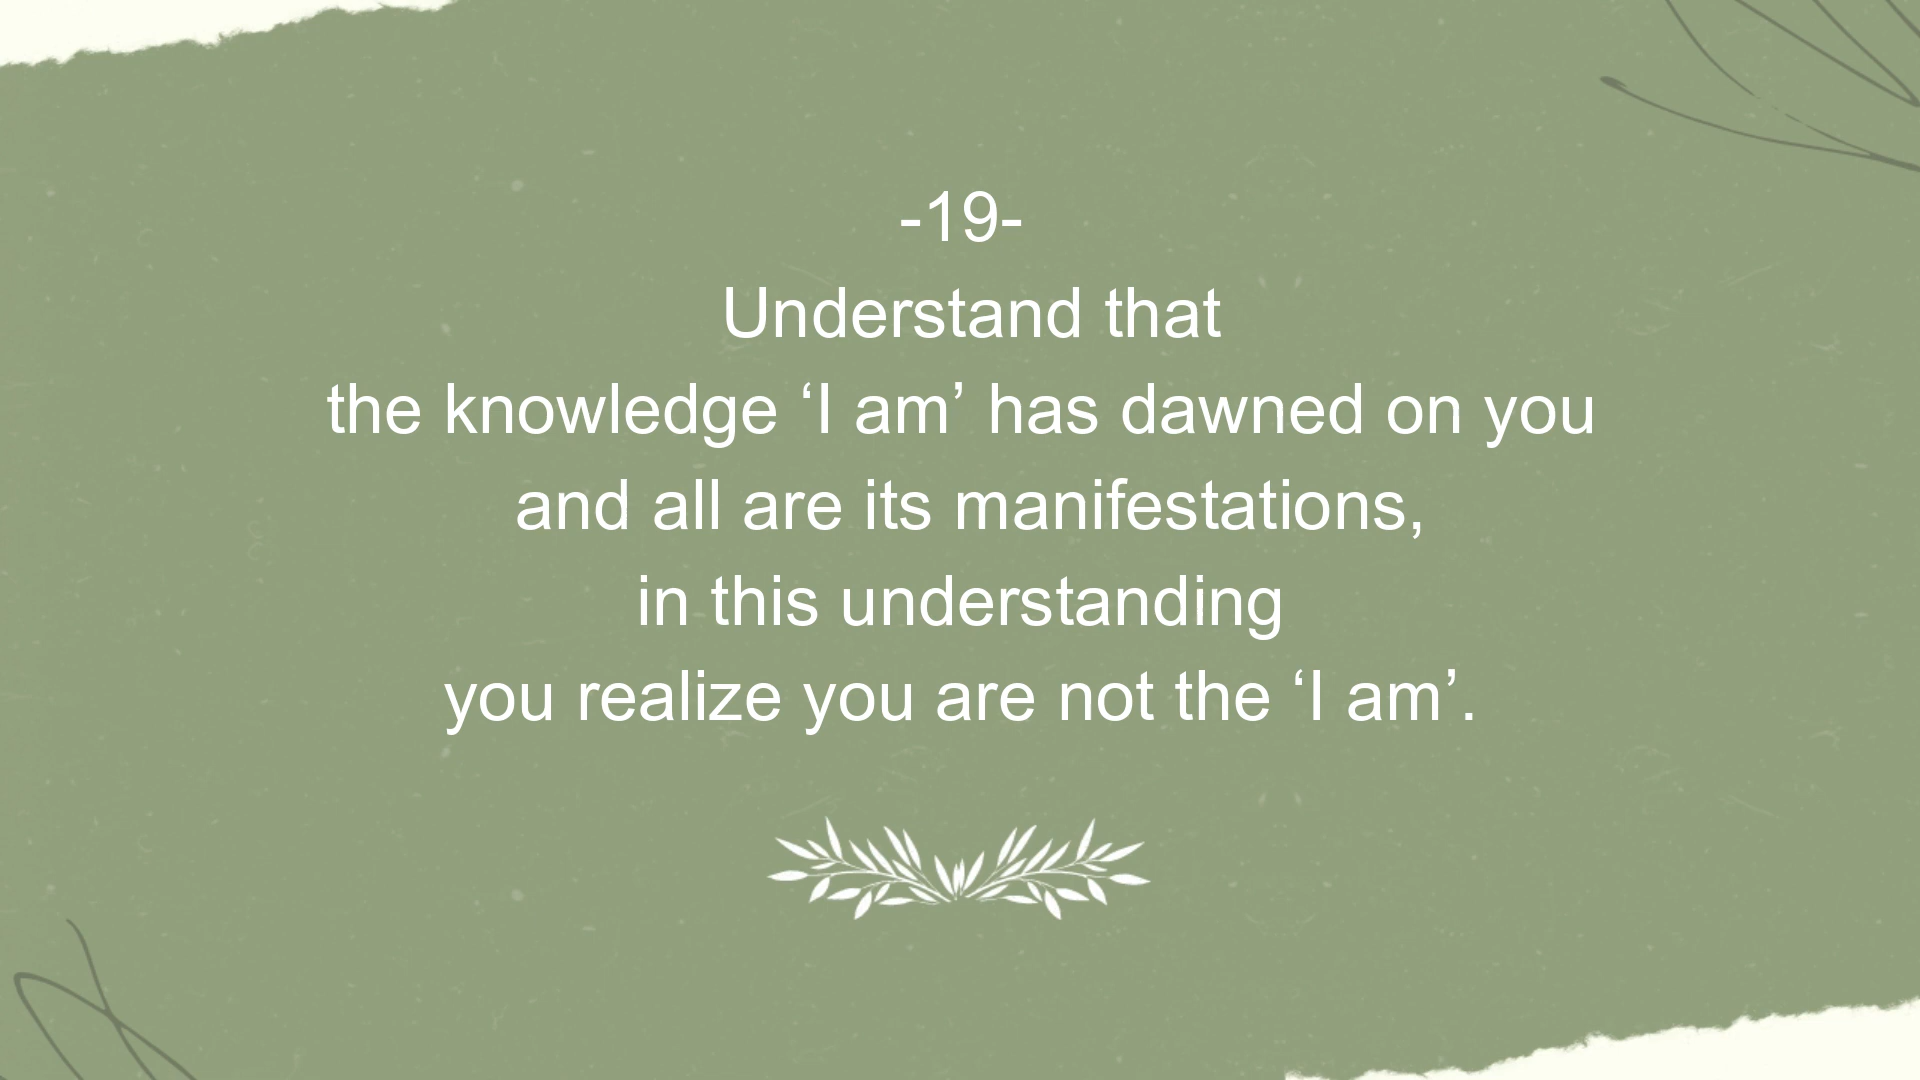 -19-
Understand that
the knowledge ‘I am’ has dawned on you
and all are its manifestations,
in this understanding
you realize you are not the ‘I am’.